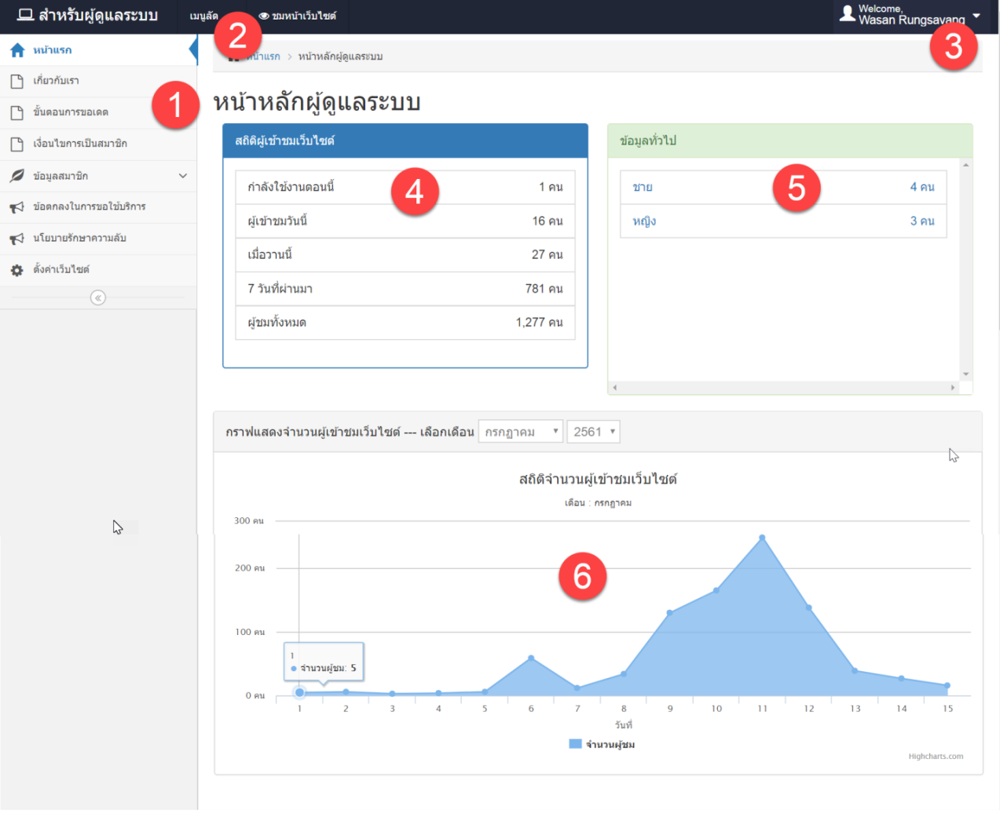 สำหรับผู้ดูแลระบบ
เมนูลัด
ชมหน้าเว็บไซต์
Welcome,
Wasan Rungsavang
2
3
หน้าแรก
เกี่ยวกับเรา
ขั้นตอนการขอเดต
เงื่อนไขการเป็นสมาชิก
ข้อมูลสมาชิก
ข้อตกลงในการขอใช้บริการ
นโยบายรักษาความลับ
ตั้งค่าเว็บไซต์
1
หน้าแรก > หน้าหลักผู้ดูแลระบบ
หน้าหลักผู้ดูแลระบบ
สถิติผู้เข้าชมเว็บไซต์
4
กำลังใช้งานตอนนี้ 1 คน
ผู้เข้าชมวันนี้ 16 คน
เมื่อวานนี้ 27 คน
7 วันที่ผ่านมา 781 คน
ผู้ชมทั้งหมด 1,277 คน
ข้อมูลทั่วไป
5
ชาย 4 คน
หญิง 3 คน
กราฟแสดงจำนวนผู้เข้าชมเว็บไซต์ --- เลือกเดือน กรกฏาคม 2561
สถิติจำนวนผู้เข้าชมเว็บไซต์
เดือน : กรกฎาคม
300 คน
200 คน
100 คน
0 คน
6
1
จำนวนผู้ชม: 5
1 2 3 4 5 6 7 8 9 10 11 12 13 14 15
วันที่
จำนวนผู้ชม
Highcharts.com